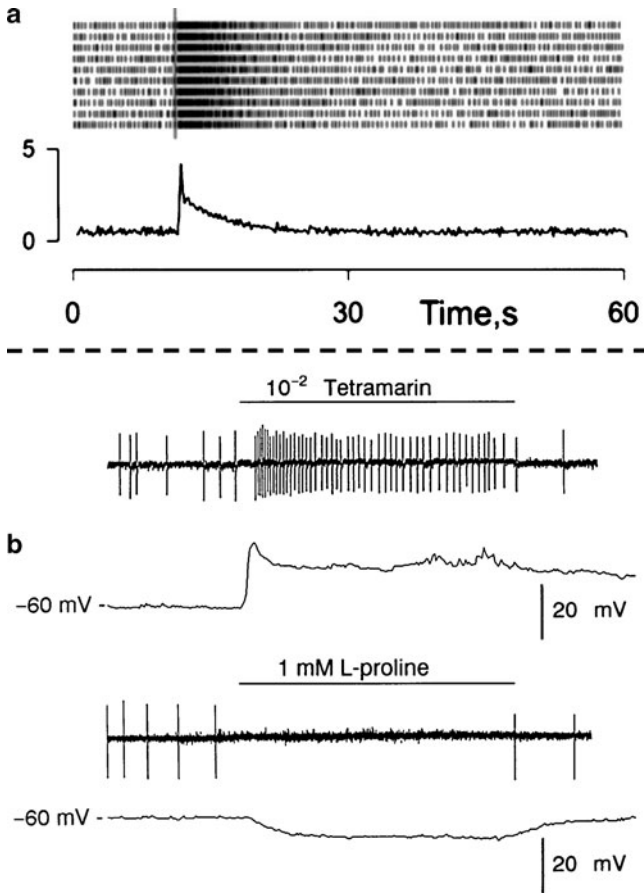 a
5
0
0 30 Time,s 60
10⁻² Tetramarin
b
−60 mV -
20 mV
1 mM L-proline
−60 mV -
20 mV